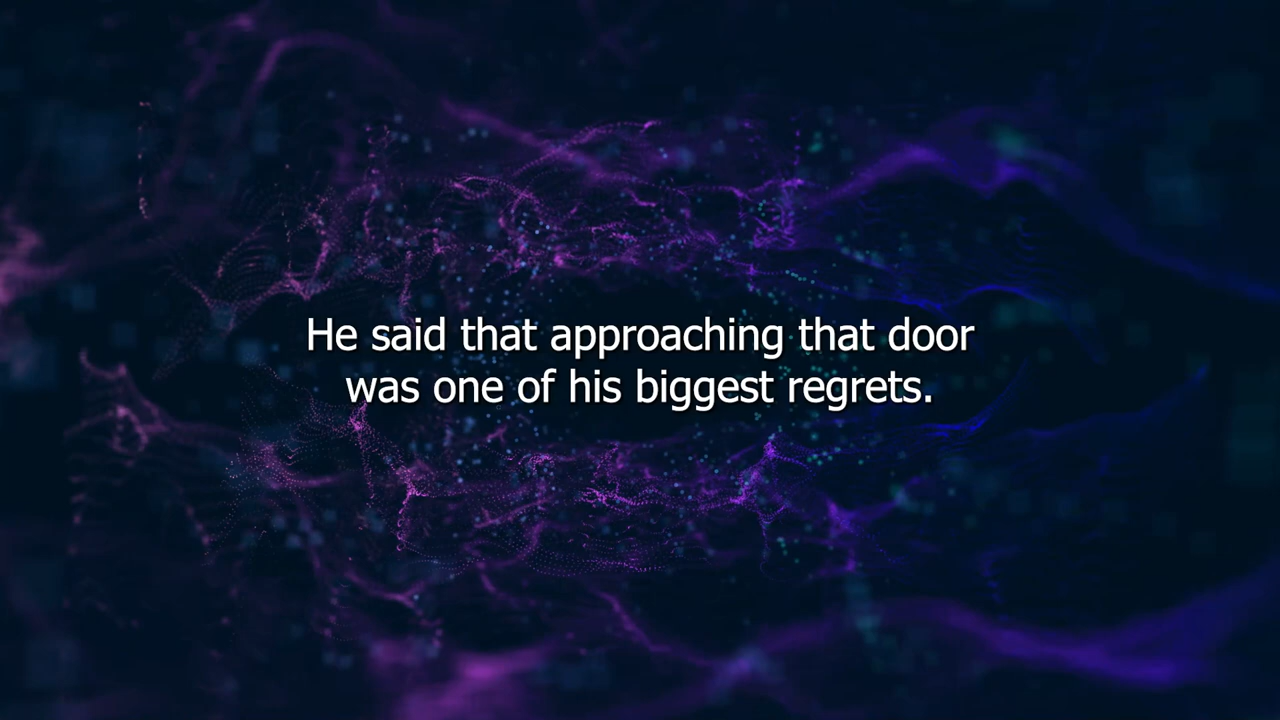 He said that approaching that door
was one of his biggest regrets.